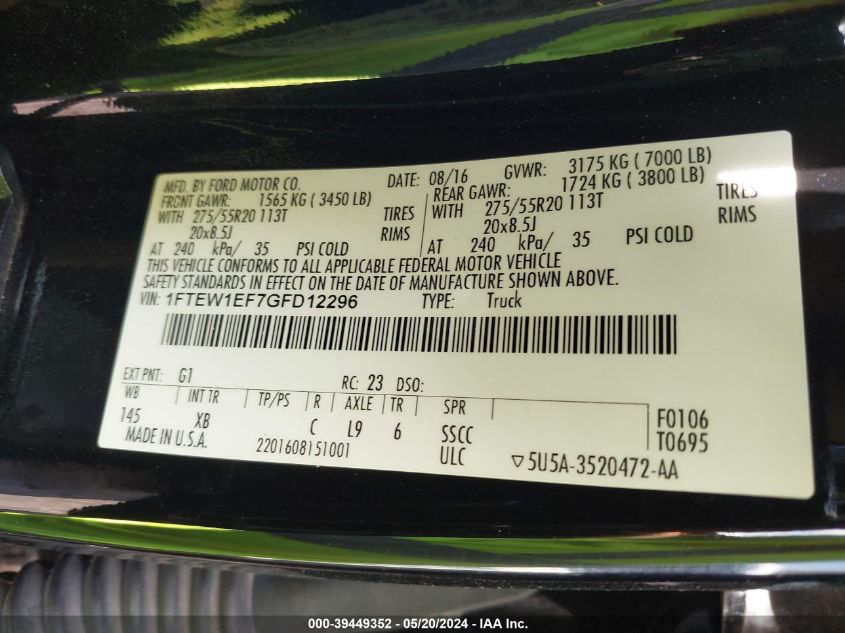 MFD. BY FORD MOTOR CO. DATE: 08/16 GVWR: 3175 KG ( 7000 LB)
FRONT GAWR: 1565 KG ( 3450 LB) REAR GAWR: 1724 KG ( 3800 LB)
WITH 275/55R20 113T TIRES WITH 275/55R20 113T TIRES
20x8.5J RIMS 20x8.5J RIMS
AT 240 kPa/ 35 PSI COLD AT 240 kPa/ 35 PSI COLD
THIS VEHICLE CONFORMS TO ALL APPLICABLE FEDERAL MOTOR VEHICLE
SAFETY STANDARDS IN EFFECT ON THE DATE OF MANUFACTURE SHOWN ABOVE.
VIN: 1FTEW1EF7GFD12296 TYPE: Truck
EXT PNT: G1 RC: 23 DSO:
WB INT TR TP/PS R AXLE TR SPR
145 XB C L9 6 SSCC F0106
MADE IN U.S.A. 2201608151001 ULC T0695
▽5U5A-3520472-AA
000-39449352 / 05/20/2024 / IAA Inc.